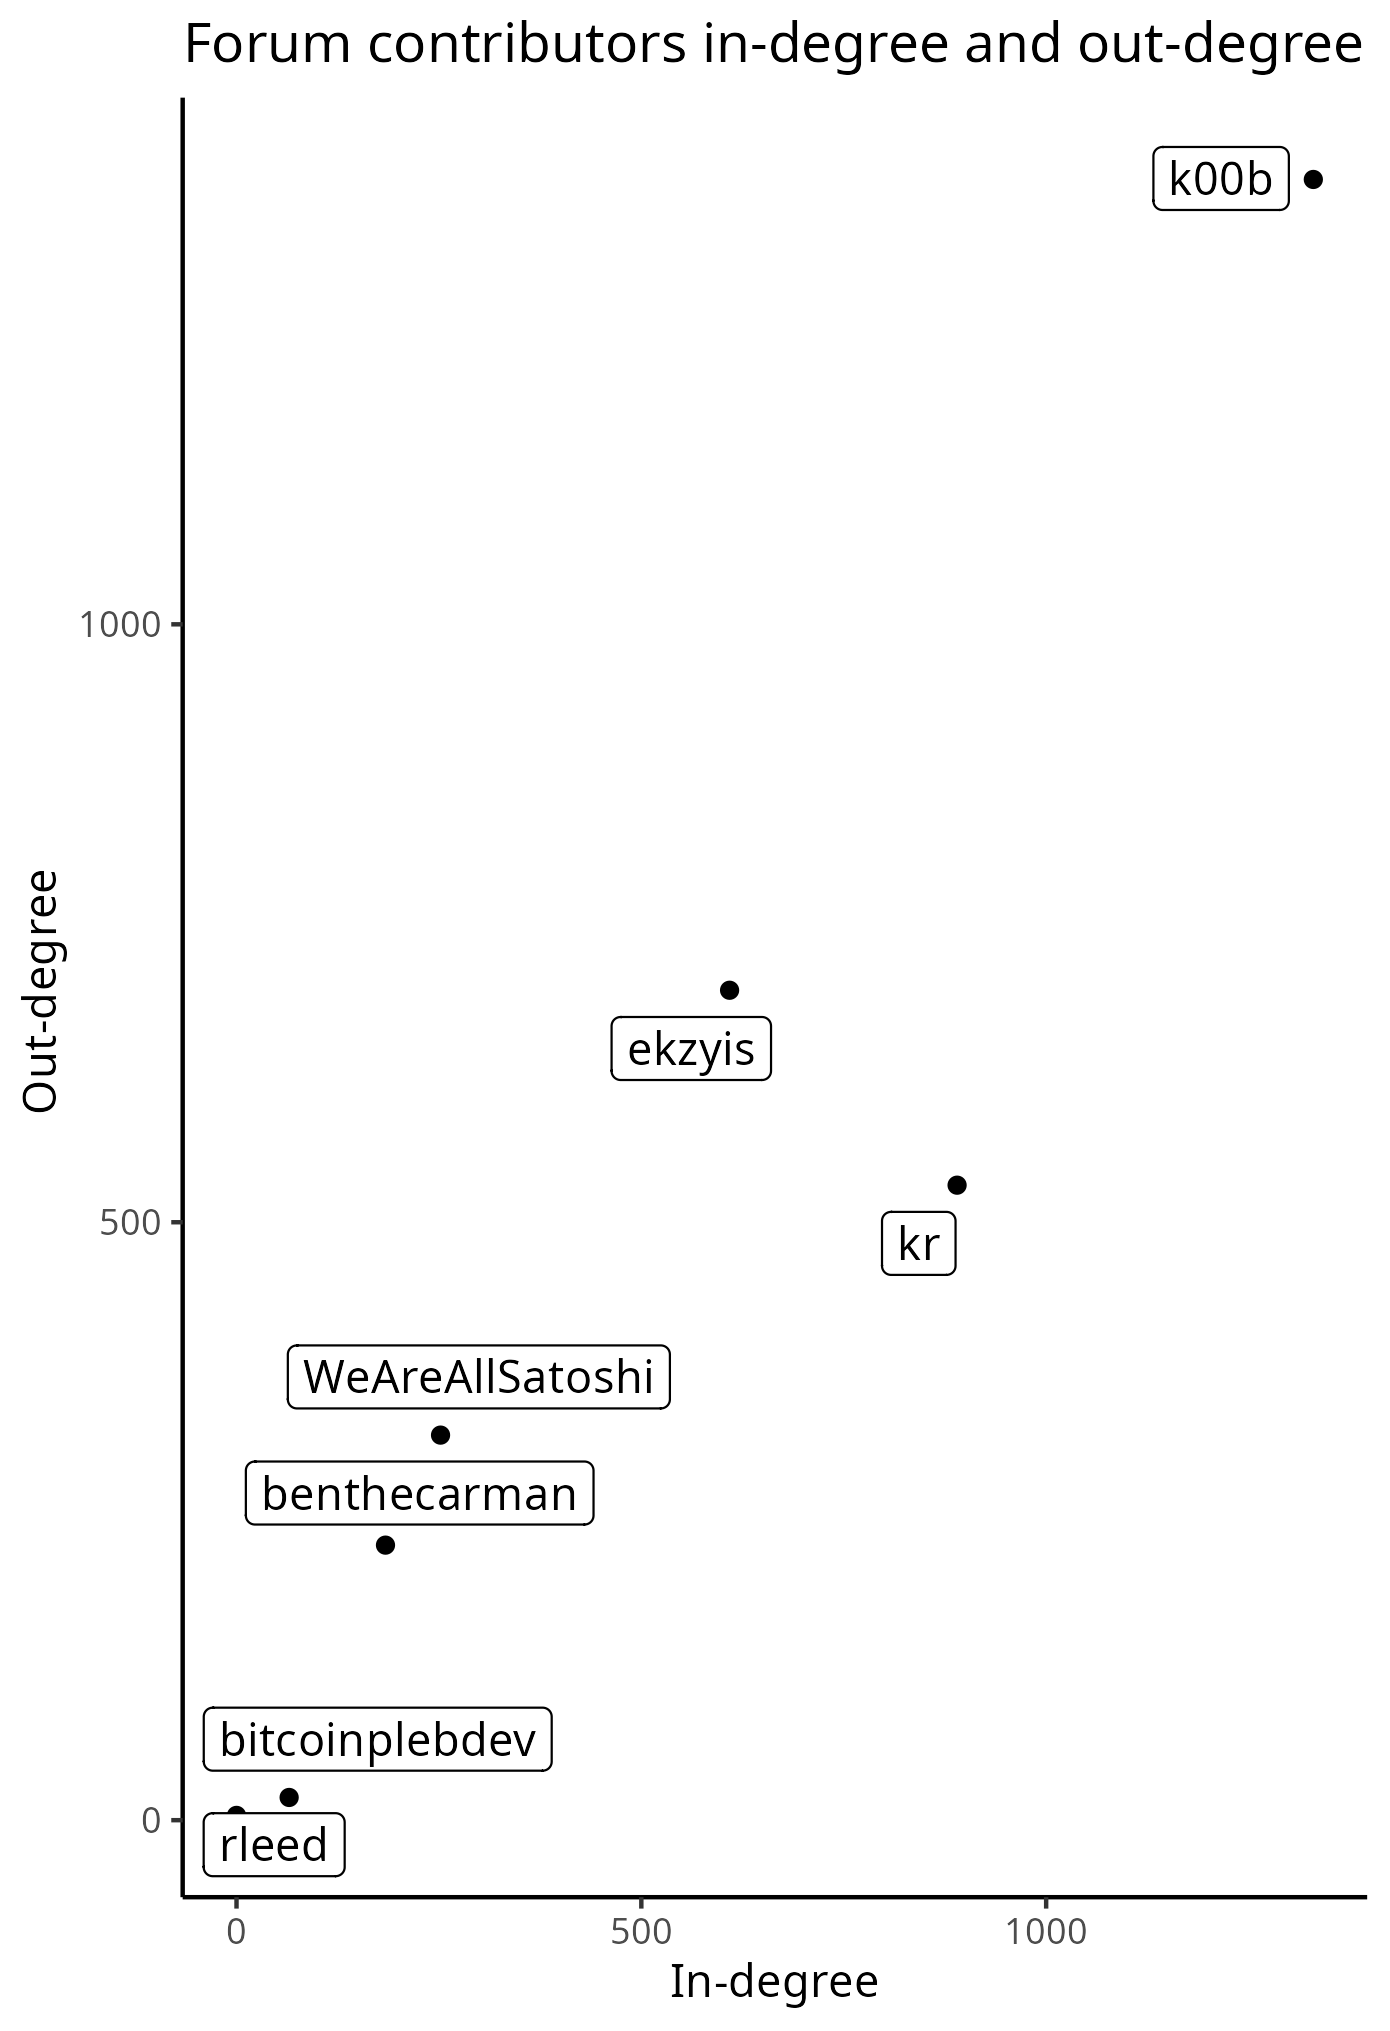 Forum contributors in-degree and out-degree
k00b
1000
Out-degree
ekzyis
500
kr
WeAreAllSatoshi
benthecarman
bitcoinplebdev
0
rleed
0 500 1000
In-degree